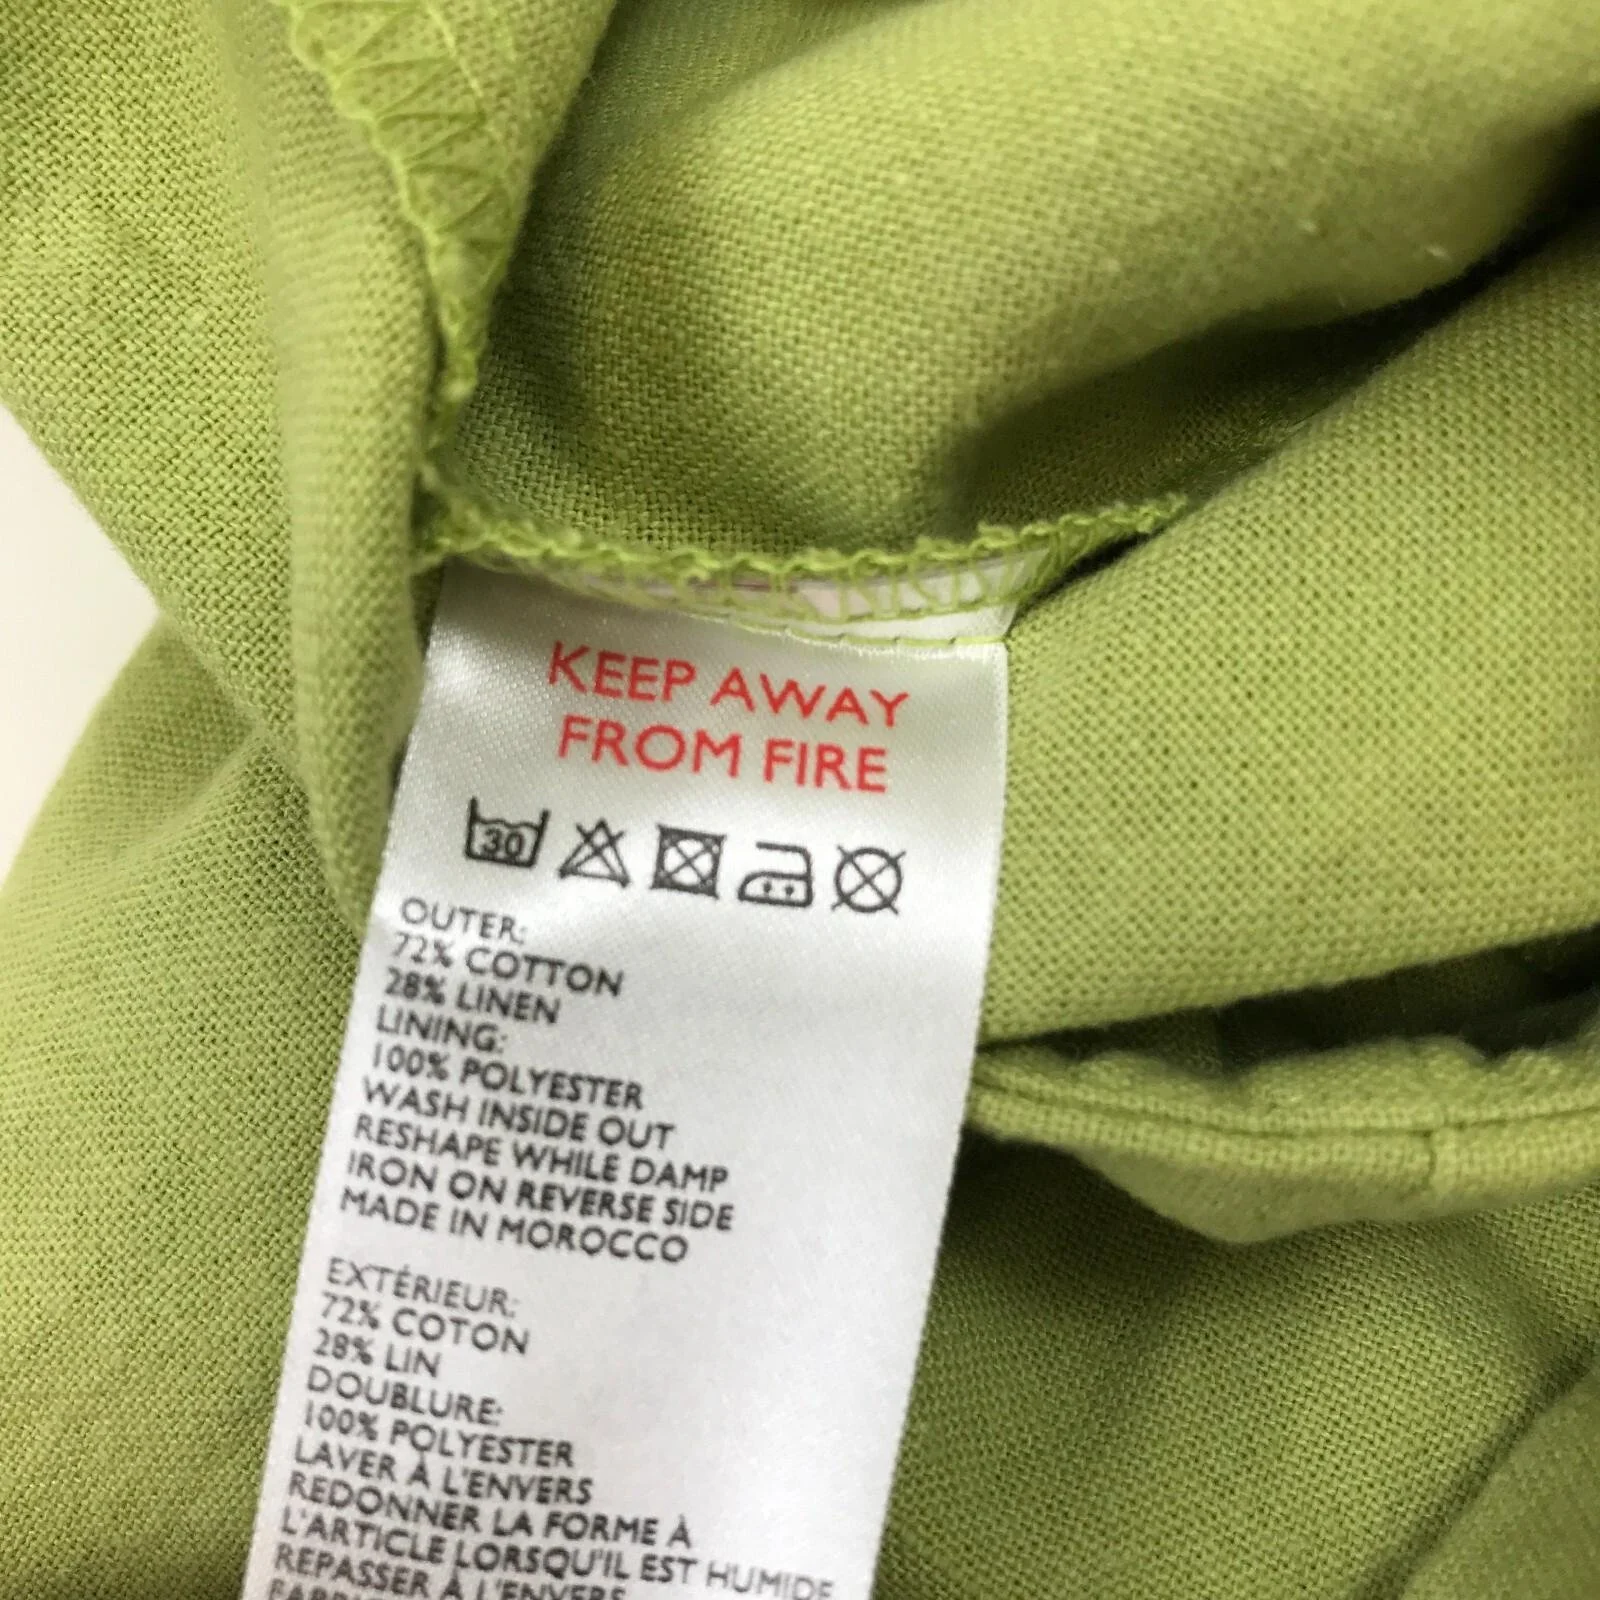 KEEP AWAY
FROM FIRE
30
OUTER:
72% COTTON
28% LINEN
LINING:
100% POLYESTER
WASH INSIDE OUT
RESHAPE WHILE DAMP
IRON ON REVERSE SIDE
MADE IN MOROCCO
EXTÉRIEUR:
72% COTON
28% LIN
DOUBLURE:
100% POLYESTER
LAVER À L'ENVERS
REDONNER LA FORME À
L'ARTICLE LORSQU'IL EST HUMIDE
REPASSER À L'ENVERS